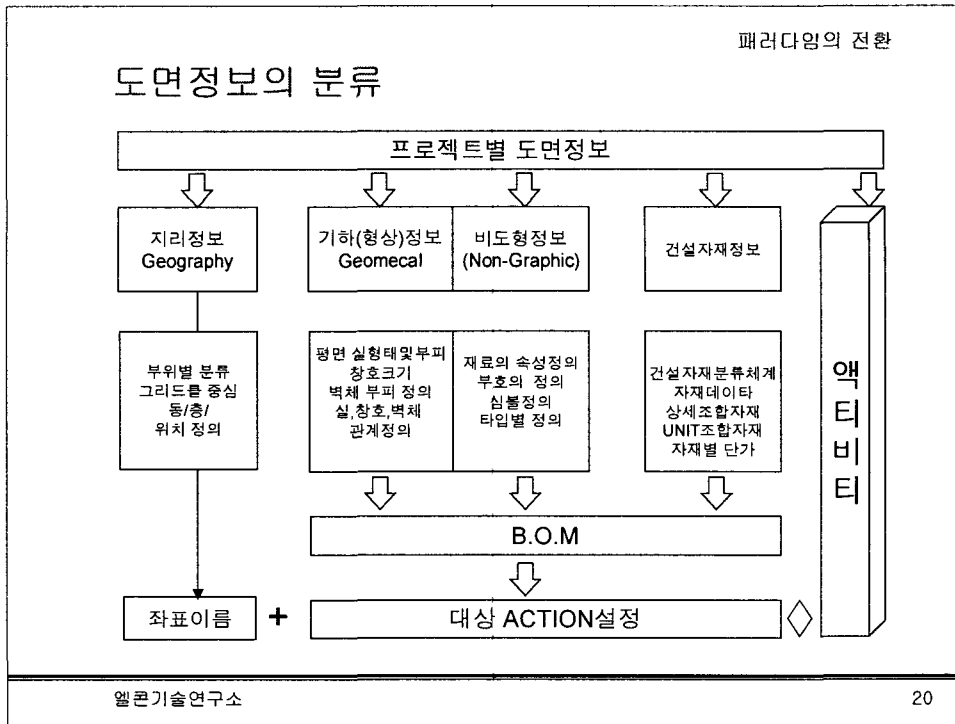 패러다임의 전환
도면정보의 분류
프로젝트별 도면정보
지리정보
Geography
기하(형상)정보
Geomecal
비도형정보
(Non-Graphic)
건설자재정보
부위별 분류
그리드를 중심
동/층/
위치 정의
평면 실형태및부피
창호크기
벽체 부피 정의
실,창호,벽체
관계정의
재료의 속성정의
부호의 정의
심볼정의
타입별 정의
건설자재분류체계
자재데이타
상세조합자재
UNIT조합자재
자재별 단가
액
티
비
티
B.O.M
좌표이름
+
대상 ACTION설정
엘콘기술연구소
20